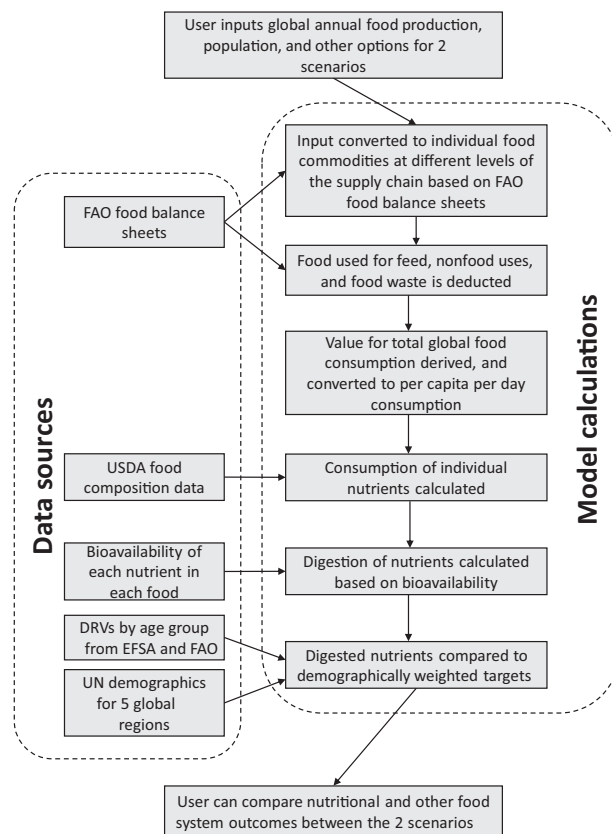 User inputs global annual food production,
population, and other options for 2
scenarios
Input converted to individual food
commodities at different levels of
the supply chain based on FAO
food balance sheets
FAO food balance
sheets
Food used for feed, nonfood uses,
and food waste is deducted
Value for total global food
consumption derived, and
converted to per capita per day
consumption
USDA food
composition data
Consumption of individual
nutrients calculated
Bioavailability of
each nutrient in
each food
Digestion of nutrients calculated
based on bioavailability
DRVs by age group
from EFSA and FAO
Digested nutrients compared to
demographically weighted targets
UN demographics
for 5 global
regions
Data sources
Model calculations
User can compare nutritional and other food
system outcomes between the 2 scenarios